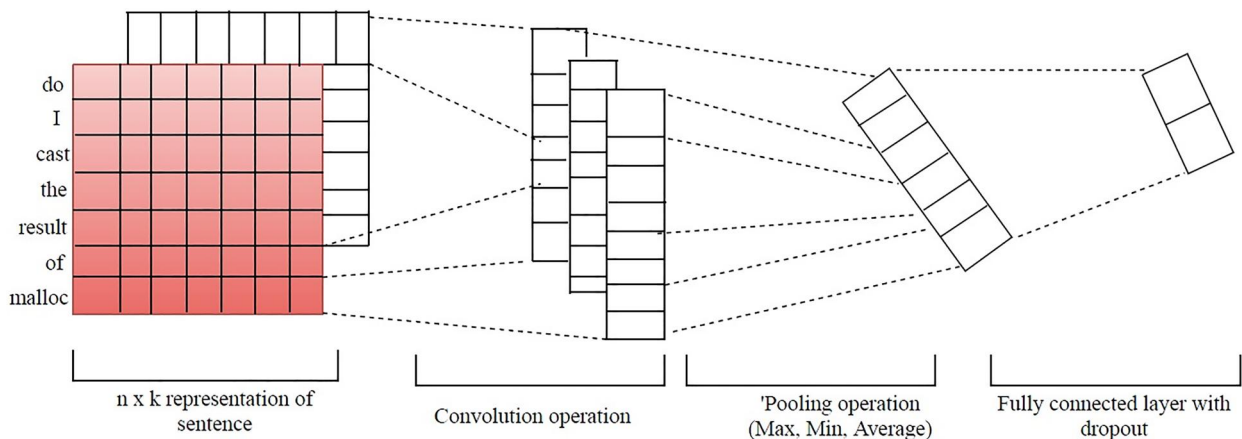 do
I
cast
the
result
of
malloc
n x k representation of
sentence
Convolution operation
'Pooling operation
(Max, Min, Average)
Fully connected layer with
dropout